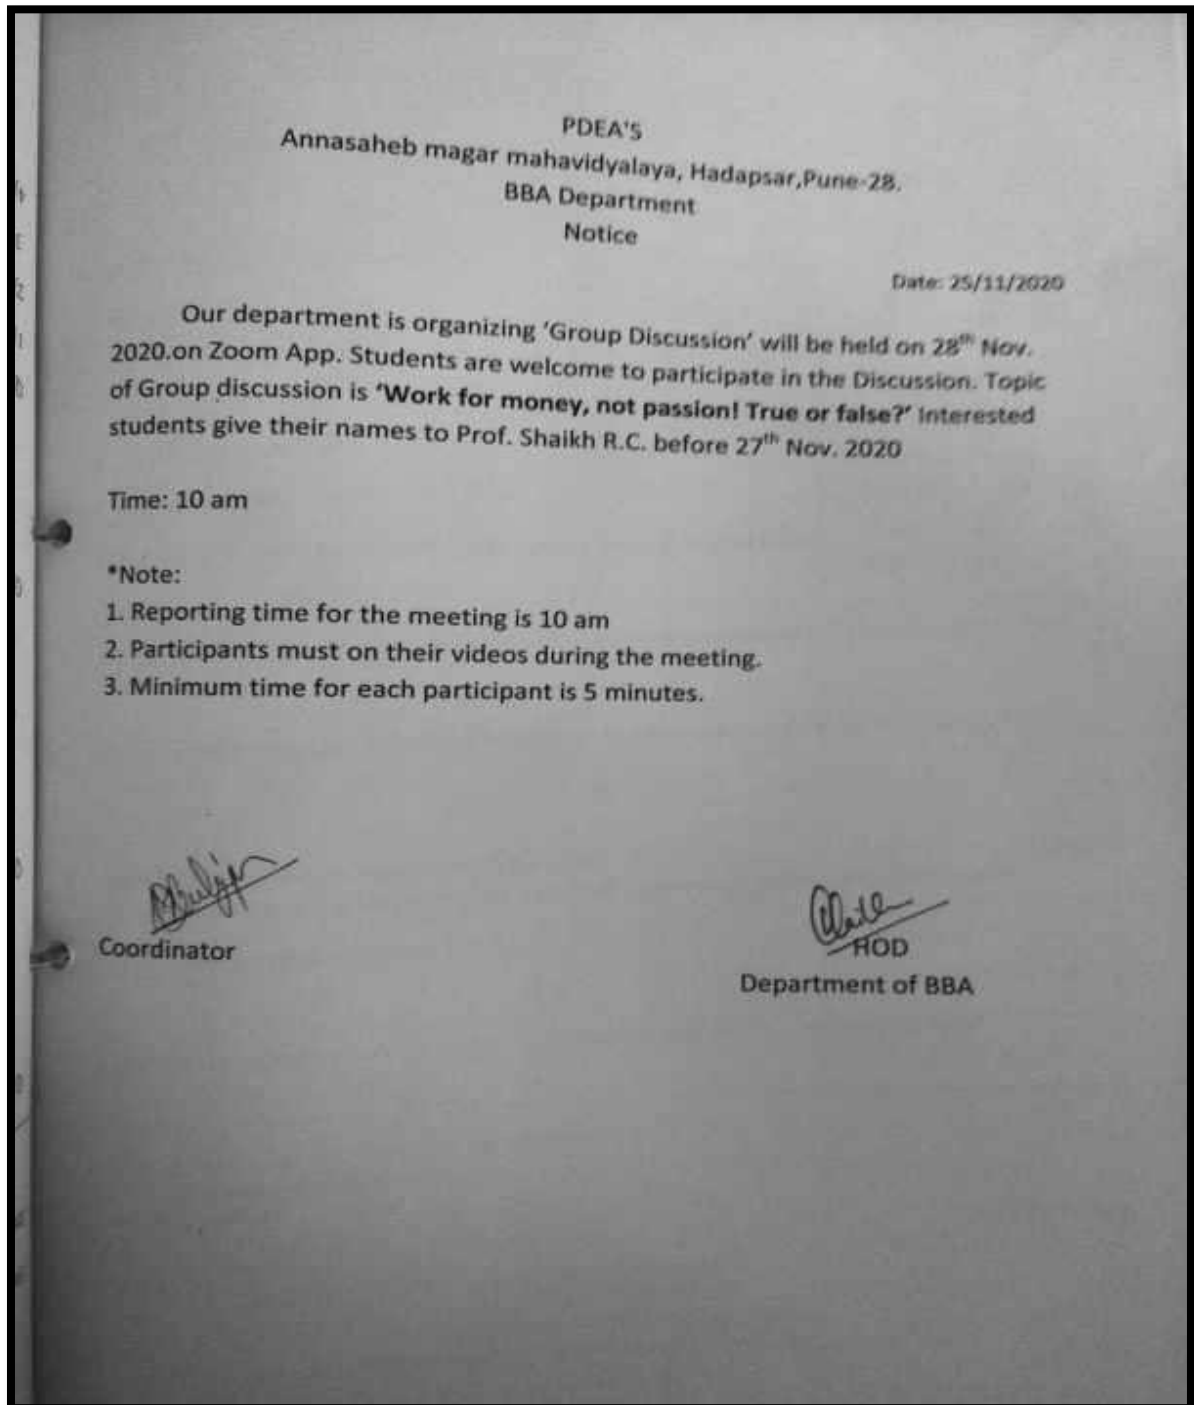 PDEA'S
Annasaheb magar mahavidyalaya, Hadapsar,Pune-28.
BBA Department
Notice
Date: 25/11/2020
Our department is organizing ‘Group Discussion’ will be held on 28th Nov.
2020.on Zoom App. Students are welcome to participate in the Discussion. Topic
of Group discussion is ‘Work for money, not passion! True or false?’ Interested
students give their names to Prof. Shaikh R.C. before 27th Nov. 2020
Time: 10 am
*Note:
1. Reporting time for the meeting is 10 am
2. Participants must on their videos during the meeting.
3. Minimum time for each participant is 5 minutes.
Coordinator
HOD
Department of BBA